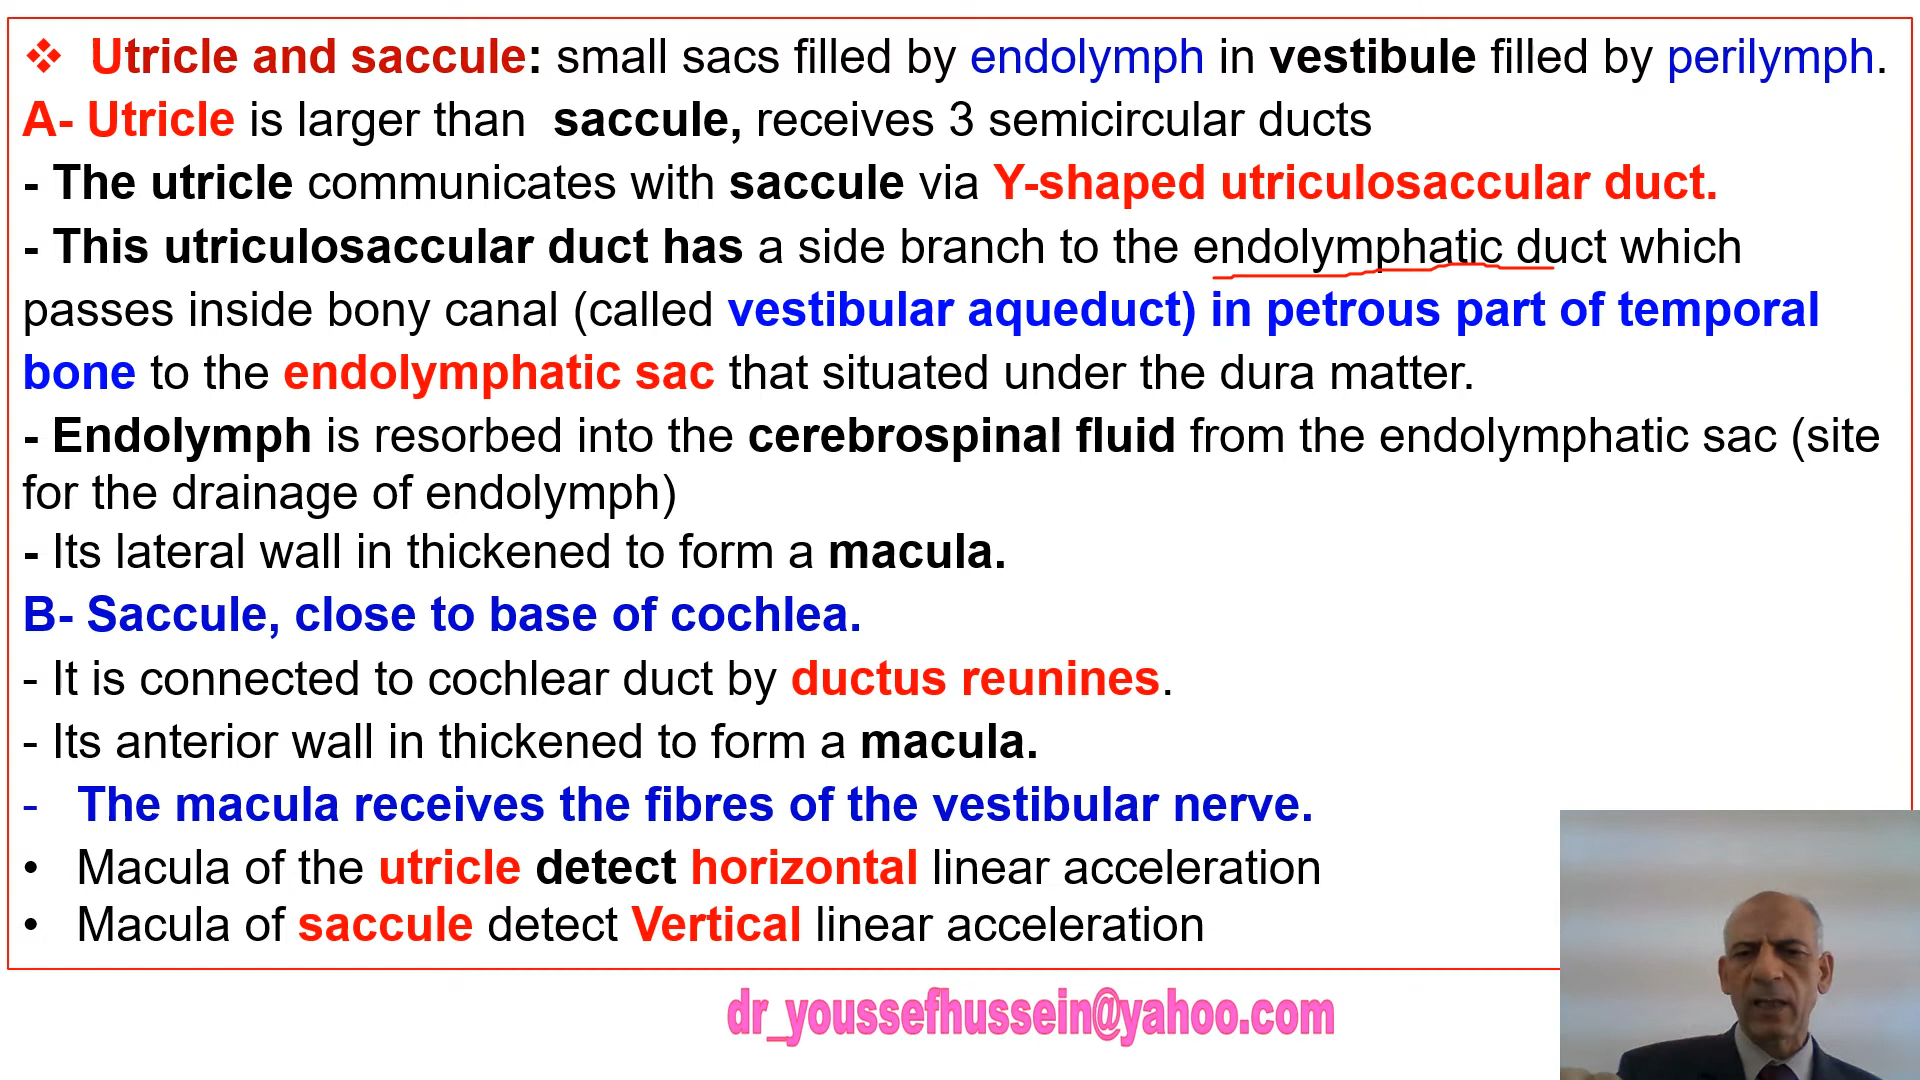 ❖ Utricle and saccule: small sacs filled by endolymph in vestibule filled by perilymph.
A- Utricle is larger than saccule, receives 3 semicircular ducts
- The utricle communicates with saccule via Y-shaped utriculosaccular duct.
- This utriculosaccular duct has a side branch to the endolymphatic duct which
passes inside bony canal (called vestibular aqueduct) in petrous part of temporal
bone to the endolymphatic sac that situated under the dura matter.
- Endolymph is resorbed into the cerebrospinal fluid from the endolymphatic sac (site
for the drainage of endolymph)
- Its lateral wall in thickened to form a macula.
B- Saccule, close to base of cochlea.
- It is connected to cochlear duct by ductus reunines.
- Its anterior wall in thickened to form a macula.
- The macula receives the fibres of the vestibular nerve.
• Macula of the utricle detect horizontal linear acceleration
• Macula of saccule detect Vertical linear acceleration
dr_youssefhussein@yahoo.com